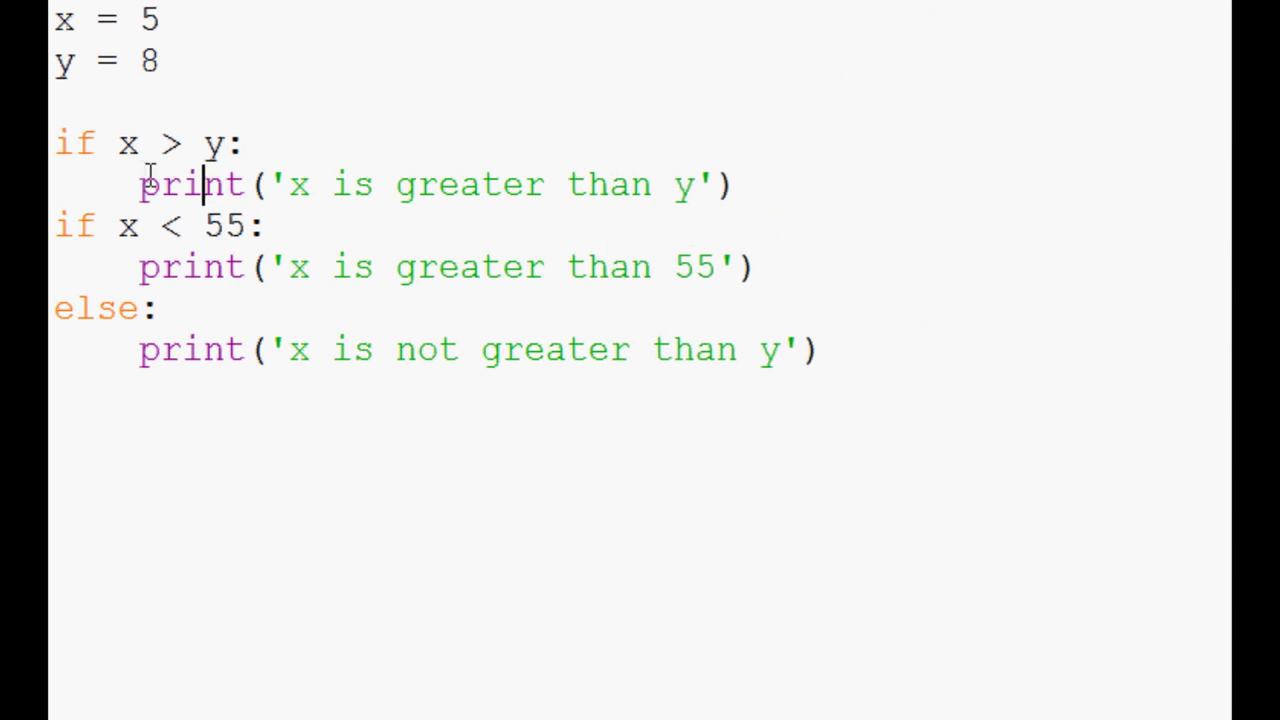 x = 5
y = 8
if x > y:
    print('x is greater than y')
if x < 55:
    print('x is greater than 55')
else:
    print('x is not greater than y')